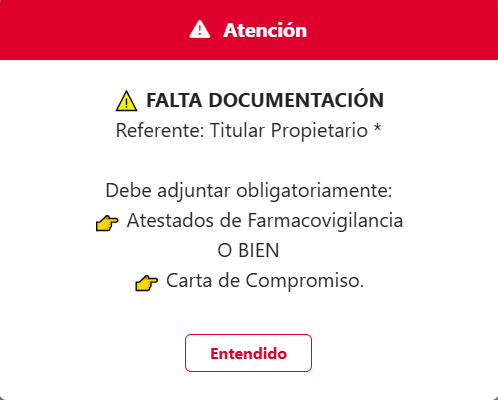 Atención
FALTA DOCUMENTACIÓN
Referente: Titular Propietario *
Debe adjuntar obligatoriamente:
Atestados de Farmacovigilancia
O BIEN
Carta de Compromiso.
Entendido